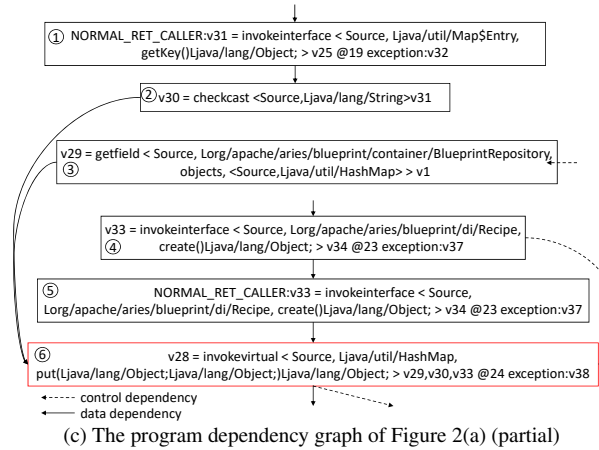 ① NORMAL_RET_CALLER:v31 = invokeinterface < Source, Ljava/util/Map$Entry,
getKey()Ljava/lang/Object; > v25 @19 exception:v32
② v30 = checkcast <Source,Ljava/lang/String>v31
v29 = getfield < Source, Lorg/apache/aries/blueprint/container/BlueprintRepository,
③ objects, <Source,Ljava/util/HashMap> > v1
v33 = invokeinterface < Source, Lorg/apache/aries/blueprint/di/Recipe,
④ create()Ljava/lang/Object; > v34 @23 exception:v37
⑤ NORMAL_RET_CALLER:v33 = invokeinterface < Source,
Lorg/apache/aries/blueprint/di/Recipe, create()Ljava/lang/Object; > v34 @23 exception:v37
⑥ v28 = invokevirtual < Source, Ljava/util/HashMap,
put(Ljava/lang/Object;Ljava/lang/Object;)Ljava/lang/Object; > v29,v30,v33 @24 exception:v38
control dependency
data dependency
(c) The program dependency graph of Figure 2(a) (partial)